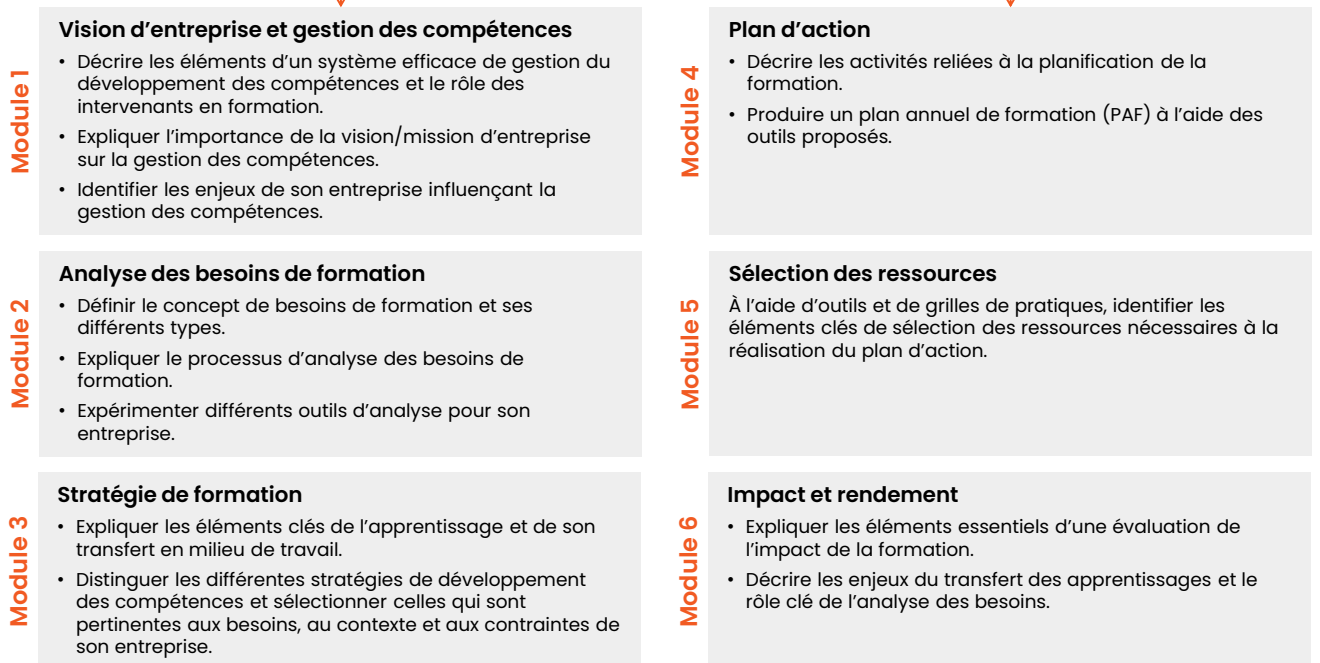 Module 1
Vision d’entreprise et gestion des compétences
• Décrire les éléments d’un système efficace de gestion du
développement des compétences et le rôle des
intervenants en formation.
• Expliquer l’importance de la vision/mission d’entreprise
sur la gestion des compétences.
• Identifier les enjeux de son entreprise influençant la
gestion des compétences.
Module 2
Analyse des besoins de formation
• Définir le concept de besoins de formation et ses
différents types.
• Expliquer le processus d’analyse des besoins de
formation.
• Expérimenter différents outils d’analyse pour son
entreprise.
Module 3
Stratégie de formation
• Expliquer les éléments clés de l’apprentissage et de son
transfert en milieu de travail.
• Distinguer les différentes stratégies de développement
des compétences et sélectionner celles qui sont
pertinentes aux besoins, au contexte et aux contraintes de
son entreprise.
Module 4
Plan d’action
• Décrire les activités reliées à la planification de la
formation.
• Produire un plan annuel de formation (PAF) à l’aide des
outils proposés.
Module 5
Sélection des ressources
À l’aide d’outils et de grilles de pratiques, identifier les
éléments clés de sélection des ressources nécessaires à la
réalisation du plan d’action.
Module 6
Impact et rendement
• Expliquer les éléments essentiels d’une évaluation de
l’impact de la formation.
• Décrire les enjeux du transfert des apprentissages et le
rôle clé de l’analyse des besoins.